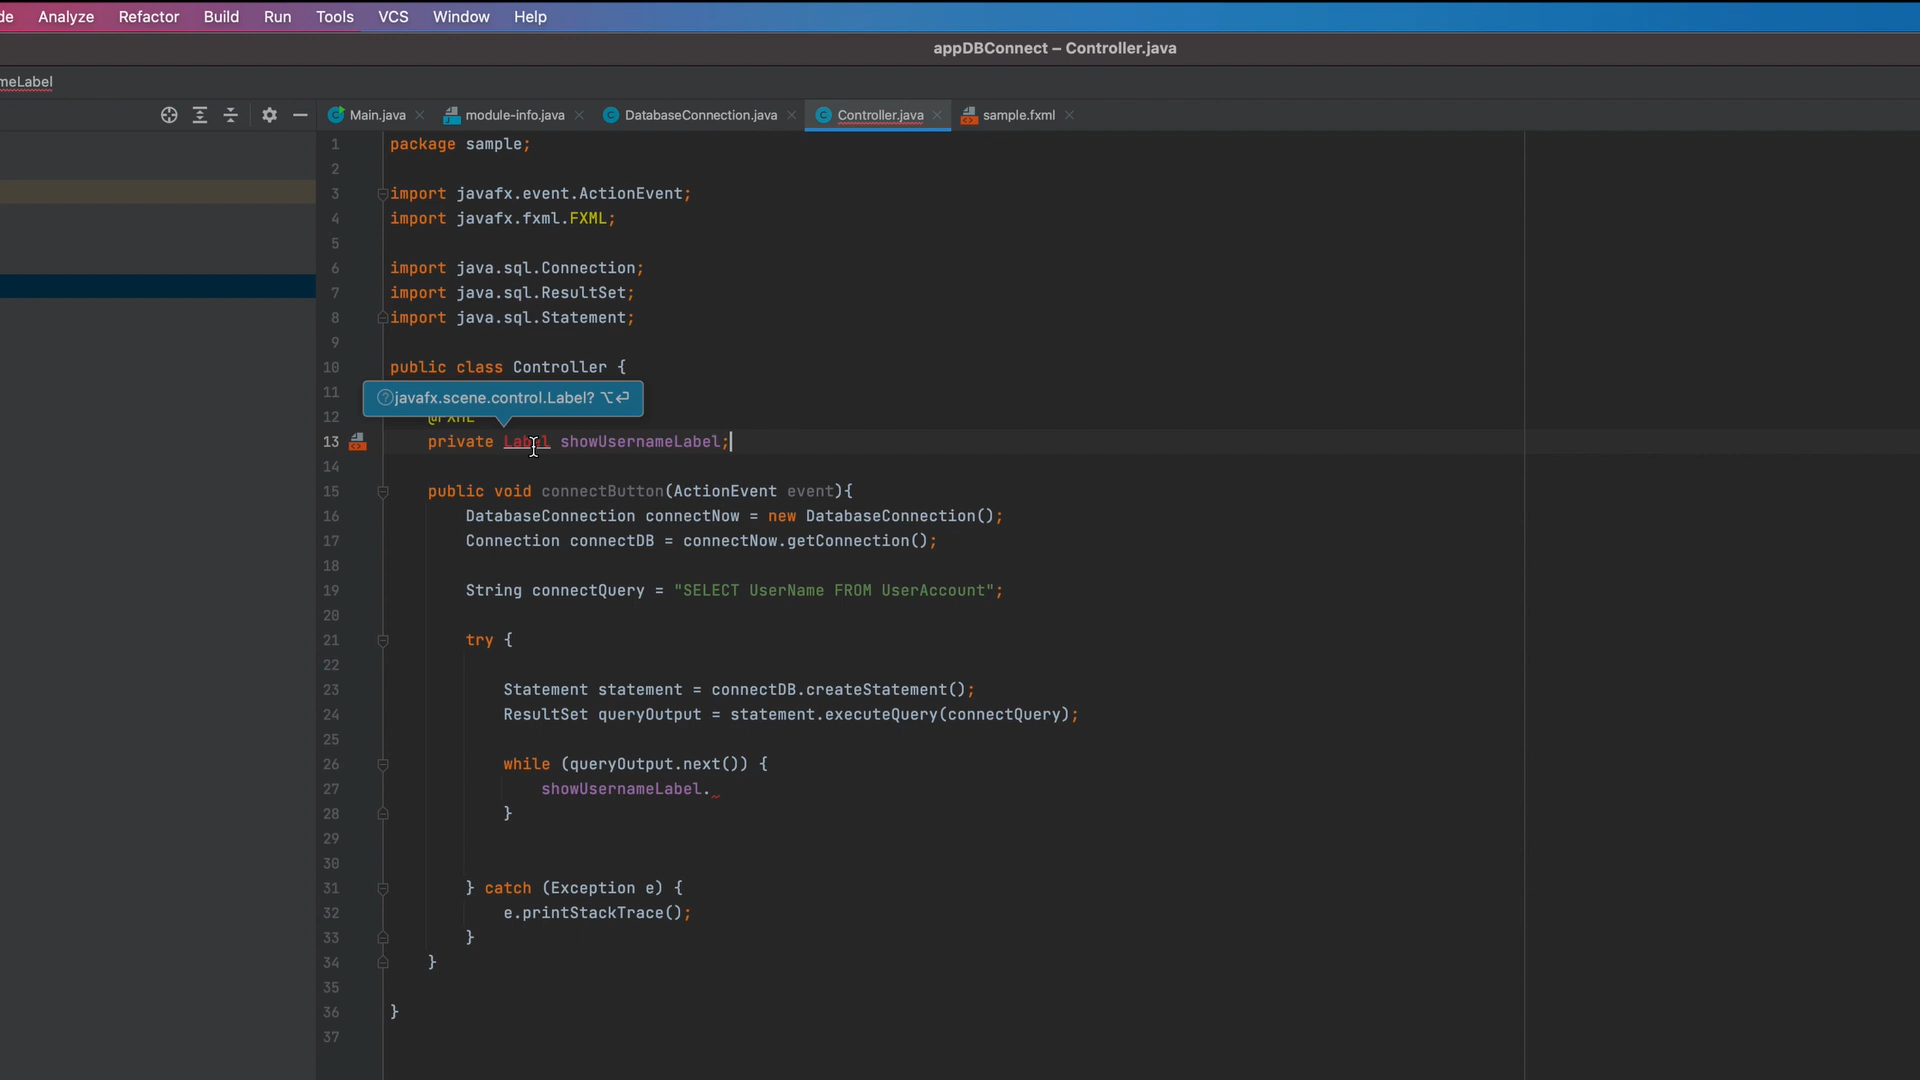 de Analyze Refactor Build Run Tools VCS Window Help
appDBConnect – Controller.java
meLabel
Main.java module-info.java DatabaseConnection.java Controller.java sample.fxml
1 package sample;
2
3 import javafx.event.ActionEvent;
4 import javafx.fxml.FXML;
5
6 import java.sql.Connection;
7 import java.sql.ResultSet;
8 import java.sql.Statement;
9
10 public class Controller {
11
?javafx.scene.control.Label? ⌥⏎
12 @FXML
13 private Label showUsernameLabel;
14
15 public void connectButton(ActionEvent event){
16 DatabaseConnection connectNow = new DatabaseConnection();
17 Connection connectDB = connectNow.getConnection();
18
19 String connectQuery = "SELECT UserName FROM UserAccount";
20
21 try {
22
23 Statement statement = connectDB.createStatement();
24 ResultSet queryOutput = statement.executeQuery(connectQuery);
25
26 while (queryOutput.next()) {
27 showUsernameLabel.
28 }
29
30
31 } catch (Exception e) {
32 e.printStackTrace();
33 }
34 }
35
36 }
37